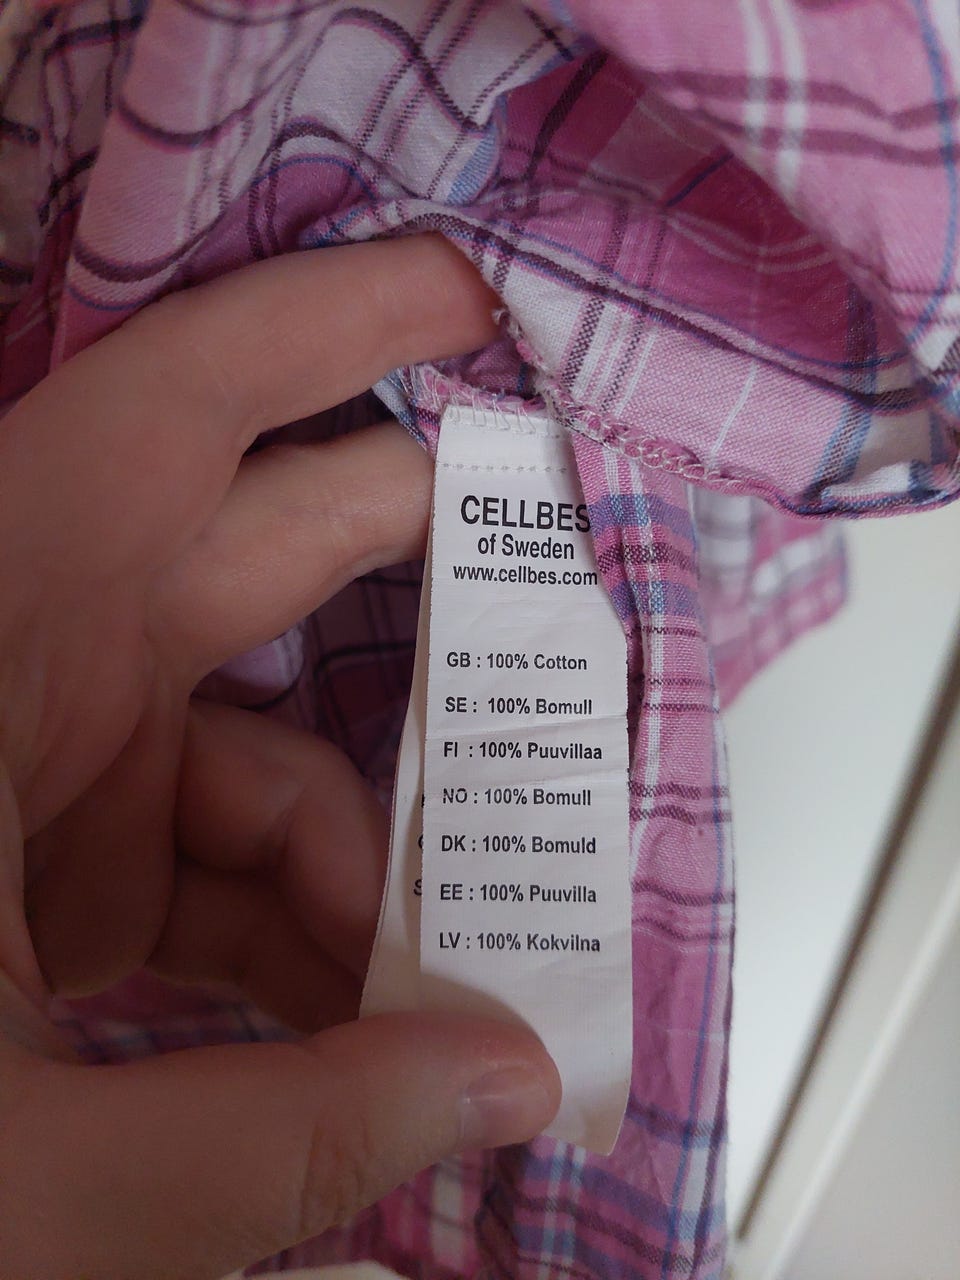 CELLBES
of Sweden
www.cellbes.com
GB : 100% Cotton
SE : 100% Bomull
FI : 100% Puuvillaa
NO : 100% Bomull
DK : 100% Bomuld
EE : 100% Puuvilla
LV : 100% Kokvilna